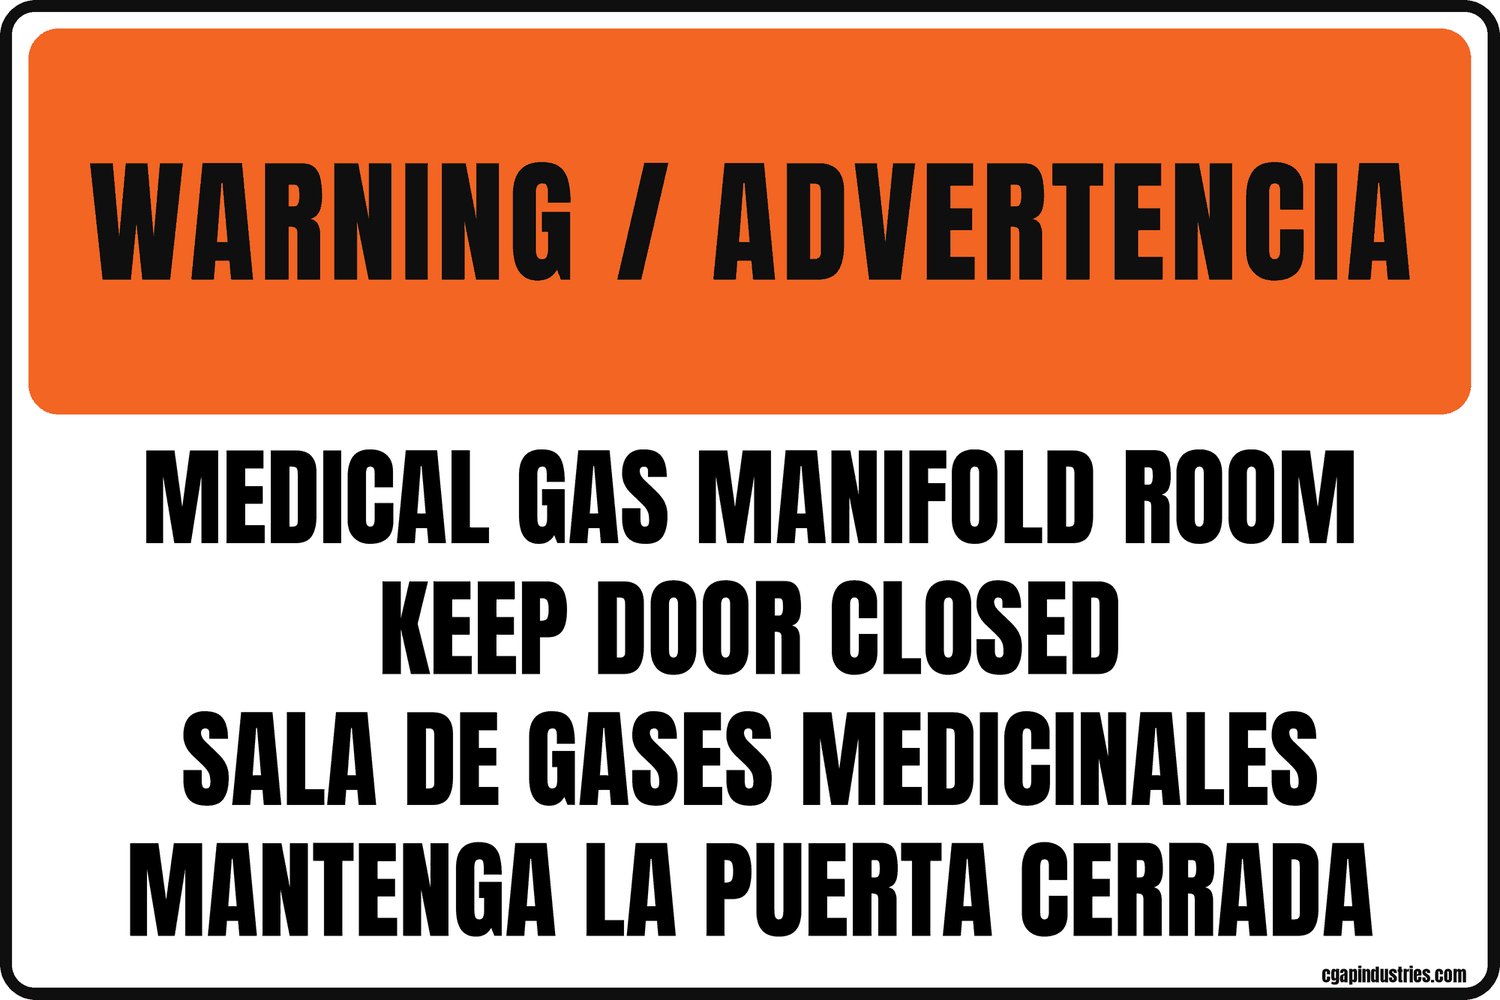 WARNING / ADVERTENCIA
MEDICAL GAS MANIFOLD ROOM
KEEP DOOR CLOSED
SALA DE GASES MEDICINALES
MANTENGA LA PUERTA CERRADA
cgapindustries.com